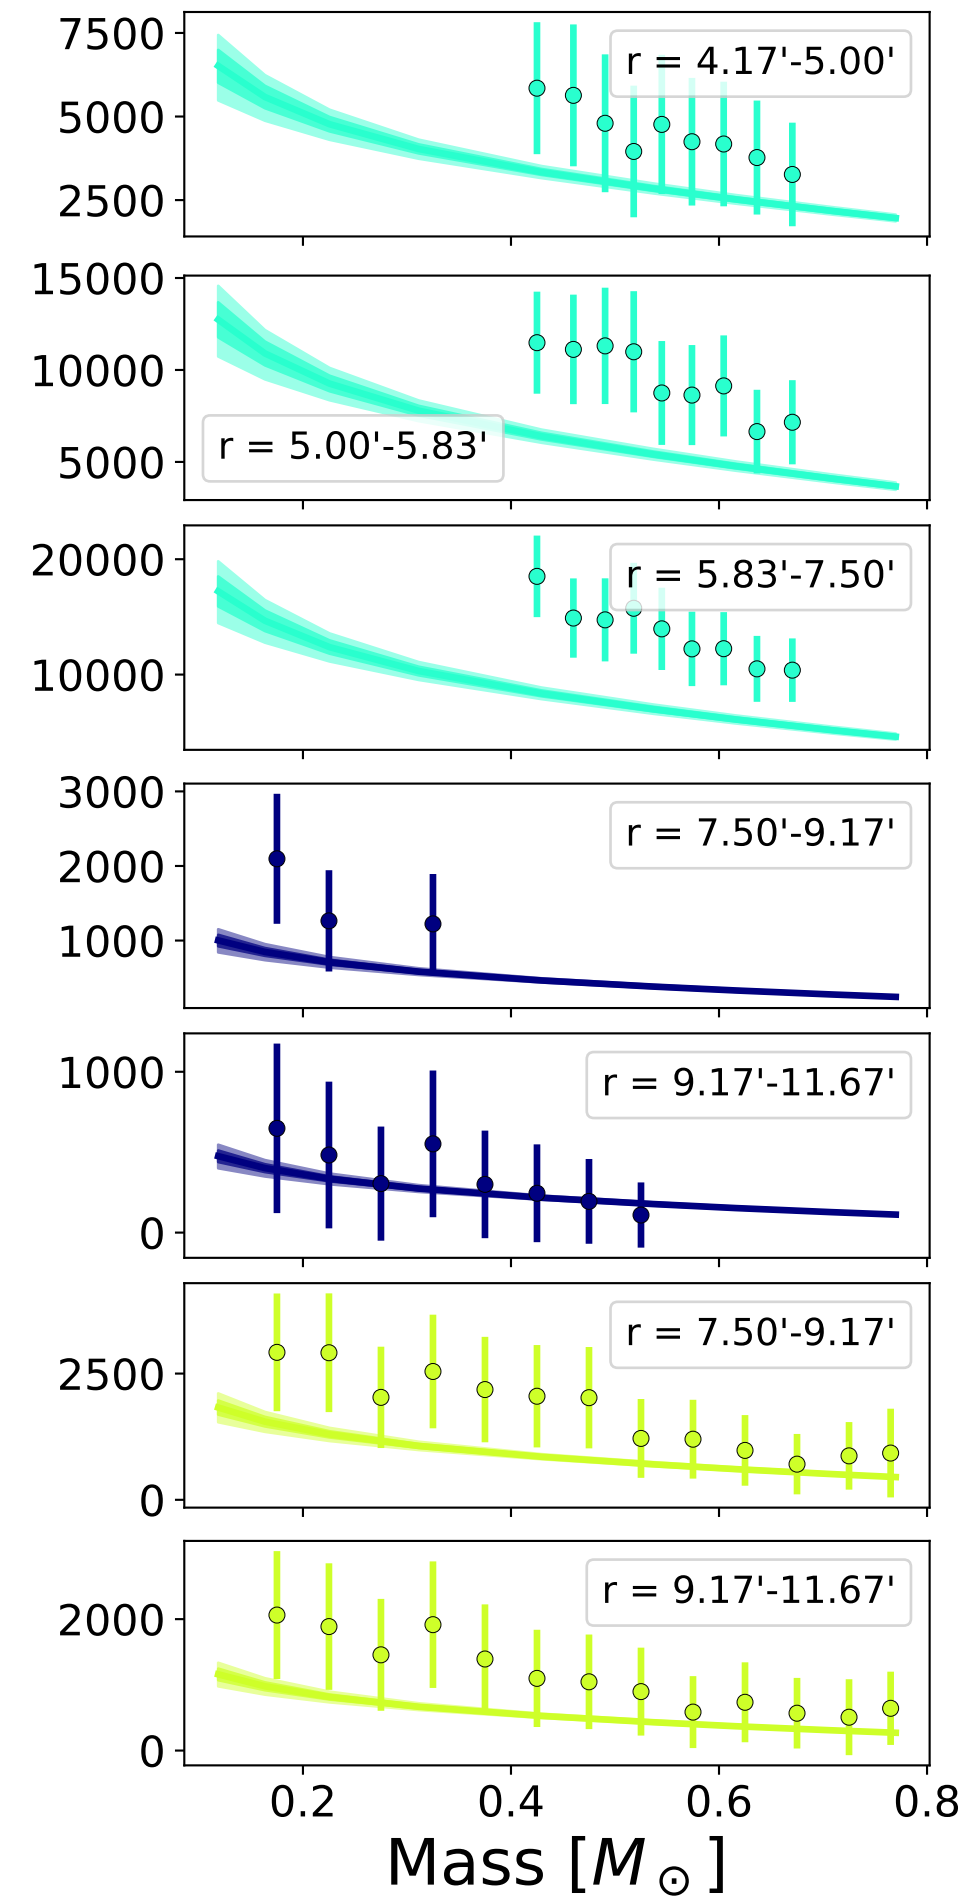 7500
5000
2500
r = 4.17'-5.00'
15000
10000
5000
r = 5.00'-5.83'
20000
10000
r = 5.83'-7.50'
3000
2000
1000
r = 7.50'-9.17'
1000
0
r = 9.17'-11.67'
2500
0
r = 7.50'-9.17'
2000
0
r = 9.17'-11.67'
0.2 0.4 0.6 0.8
Mass [M⊙]